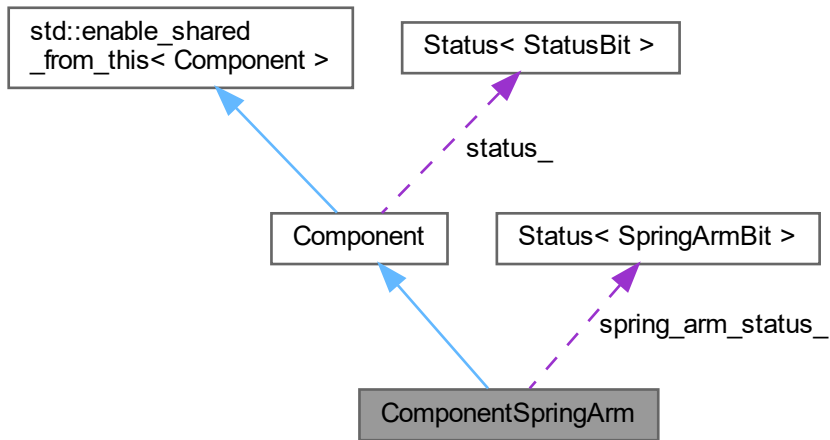 std::enable_shared
_from_this< Component >
Status< StatusBit >
status_
Component
Status< SpringArmBit >
spring_arm_status_
ComponentSpringArm